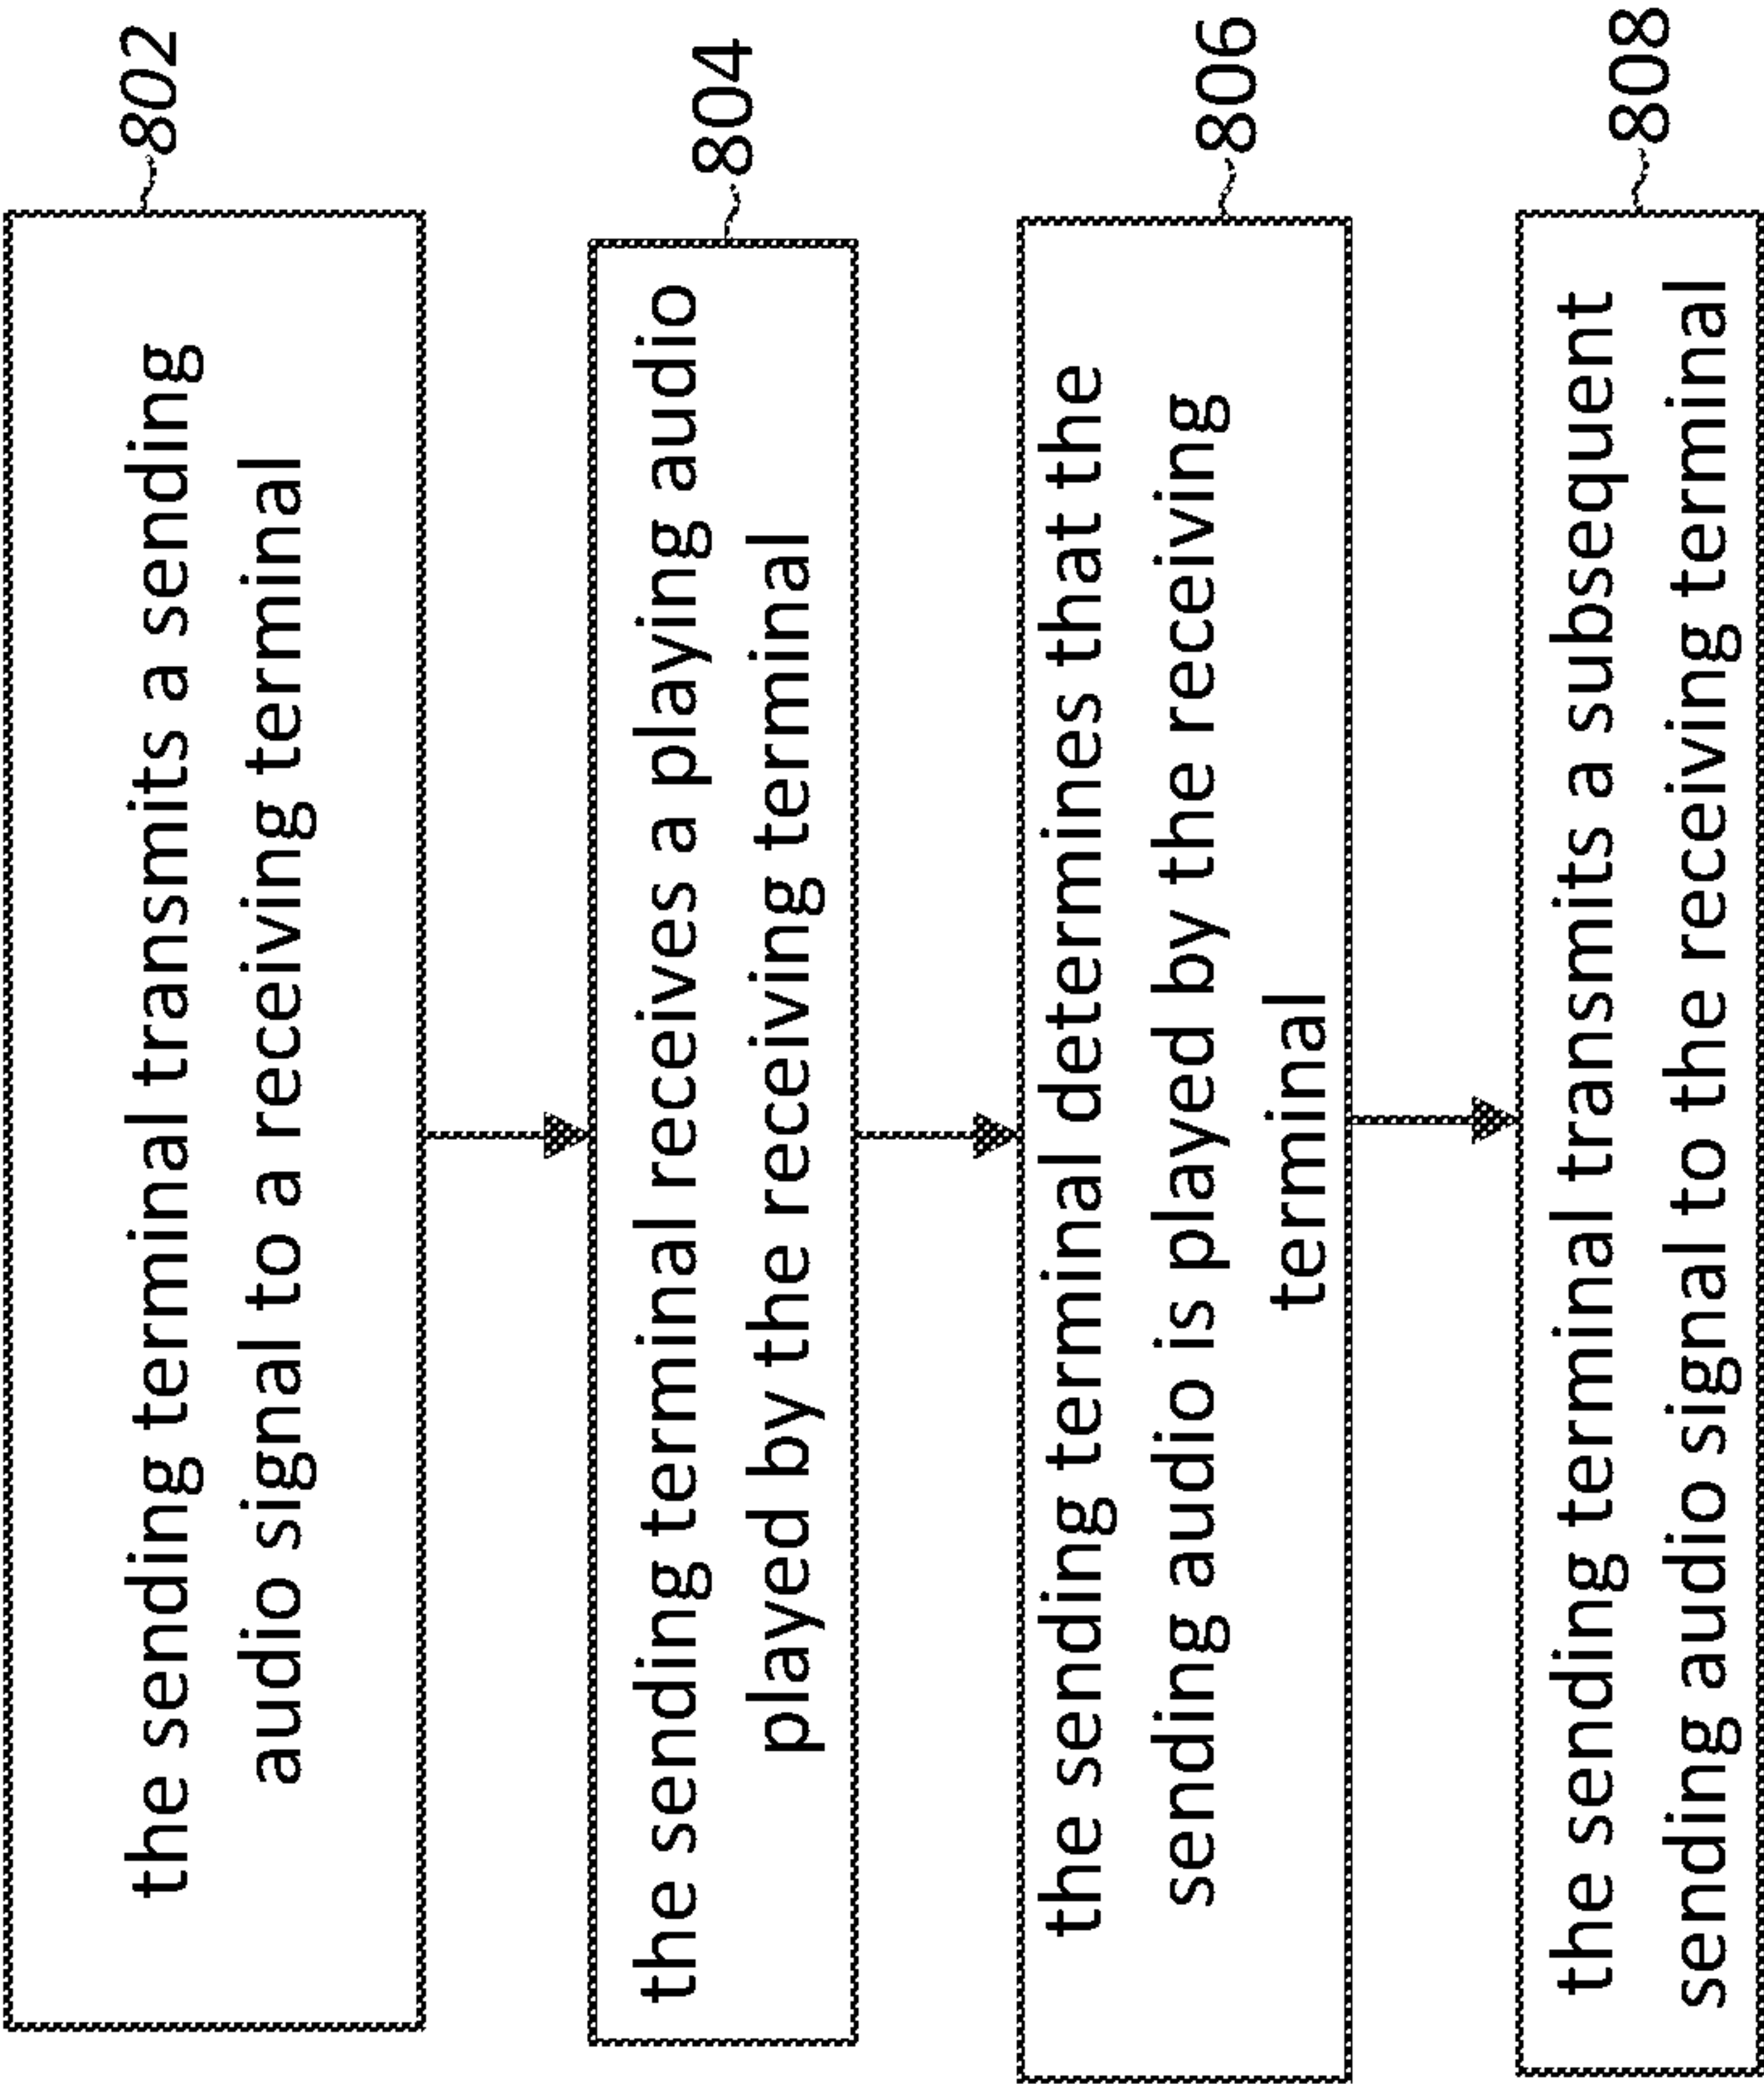 the sending terminal transmits a sending
audio signal to a receiving terminal
802
the sending terminal receives a playing audio
played by the receiving terminal
804
the sending terminal determines that the
sending audio is played by the receiving
terminal
806
the sending terminal transmits a subsequent
sending audio signal to the receiving terminal
808